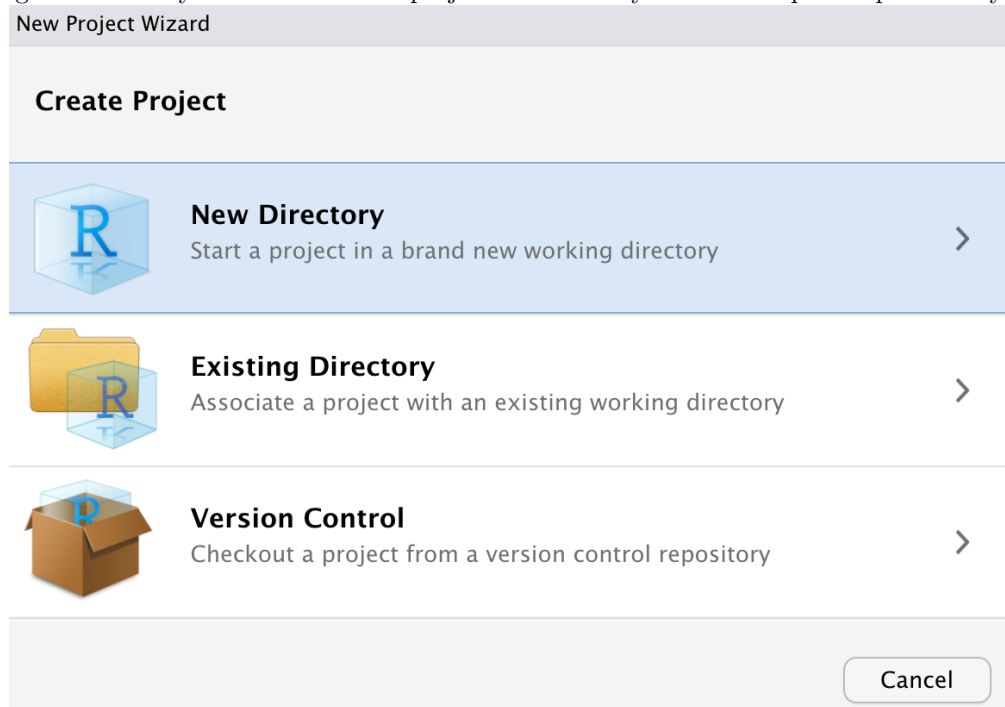 New Project Wizard
Create Project
R
New Directory
Start a project in a brand new working directory
R
Existing Directory
Associate a project with an existing working directory
R
Version Control
Checkout a project from a version control repository
Cancel